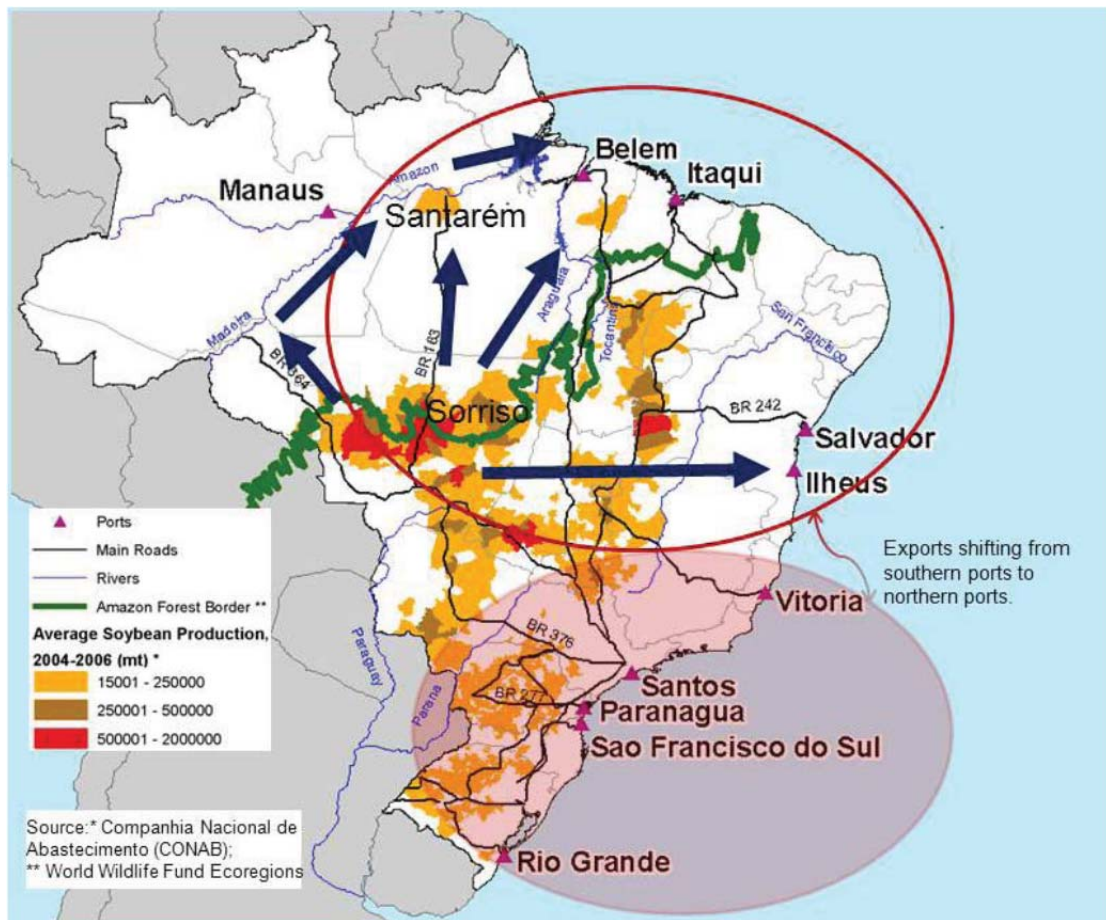 Belem
Itaqui
Amazon
Manaus
Santarém
Araguaia
Tocantins
San Francisco
Madeira
BR 163
BR 364
Sorriso
BR 242
Salvador
Ilheus
Ports
Main Roads
Rivers
Amazon Forest Border **
Average Soybean Production,
2004-2006 (mt) *
15001 - 250000
250001 - 500000
500001 - 2000000
Exports shifting from
southern ports to
northern ports.
Vitoria
Paraguay
BR 376
Parana
BR 277
Santos
Paranagua
Sao Francisco do Sul
Rio Grande
Source:* Companhia Nacional de
Abastecimento (CONAB);
** World Wildlife Fund Ecoregions